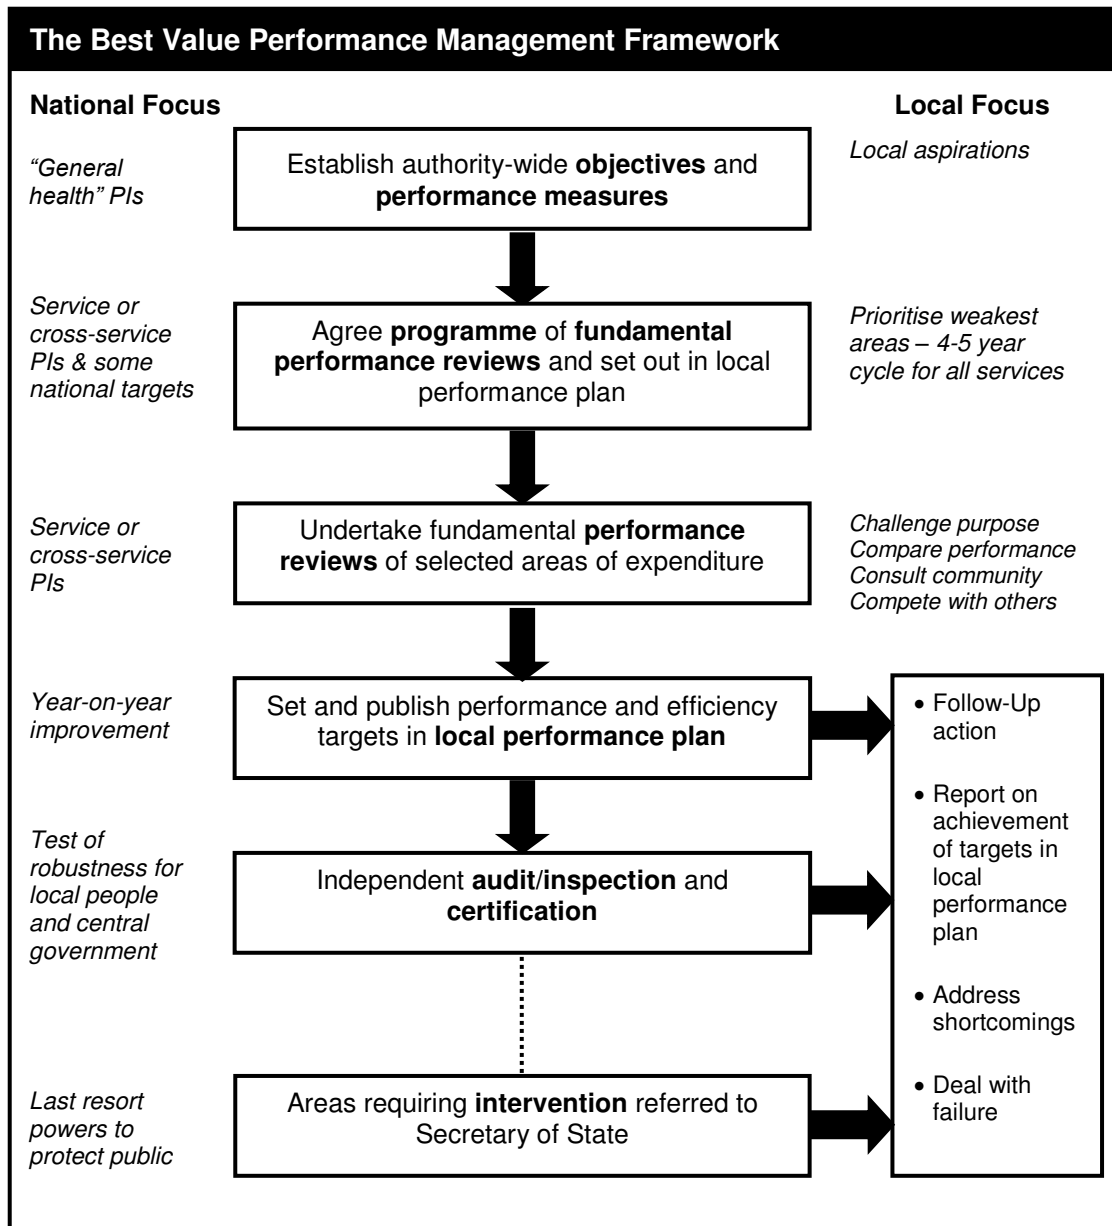 The Best Value Performance Management Framework
National Focus
Local Focus
“General
health” PIs
Establish authority-wide objectives and
performance measures
Local aspirations
Service or
cross-service
PIs & some
national targets
Agree programme of fundamental
performance reviews and set out in local
performance plan
Prioritise weakest
areas – 4-5 year
cycle for all services
Service or
cross-service
PIs
Undertake fundamental performance
reviews of selected areas of expenditure
Challenge purpose
Compare performance
Consult community
Compete with others
Year-on-year
improvement
Set and publish performance and efficiency
targets in local performance plan
• Follow-Up
action
• Report on
achievement
of targets in
local
performance
plan
• Address
shortcomings
• Deal with
failure
Test of
robustness for
local people
and central
government
Independent audit/inspection and
certification
Last resort
powers to
protect public
Areas requiring intervention referred to
Secretary of State